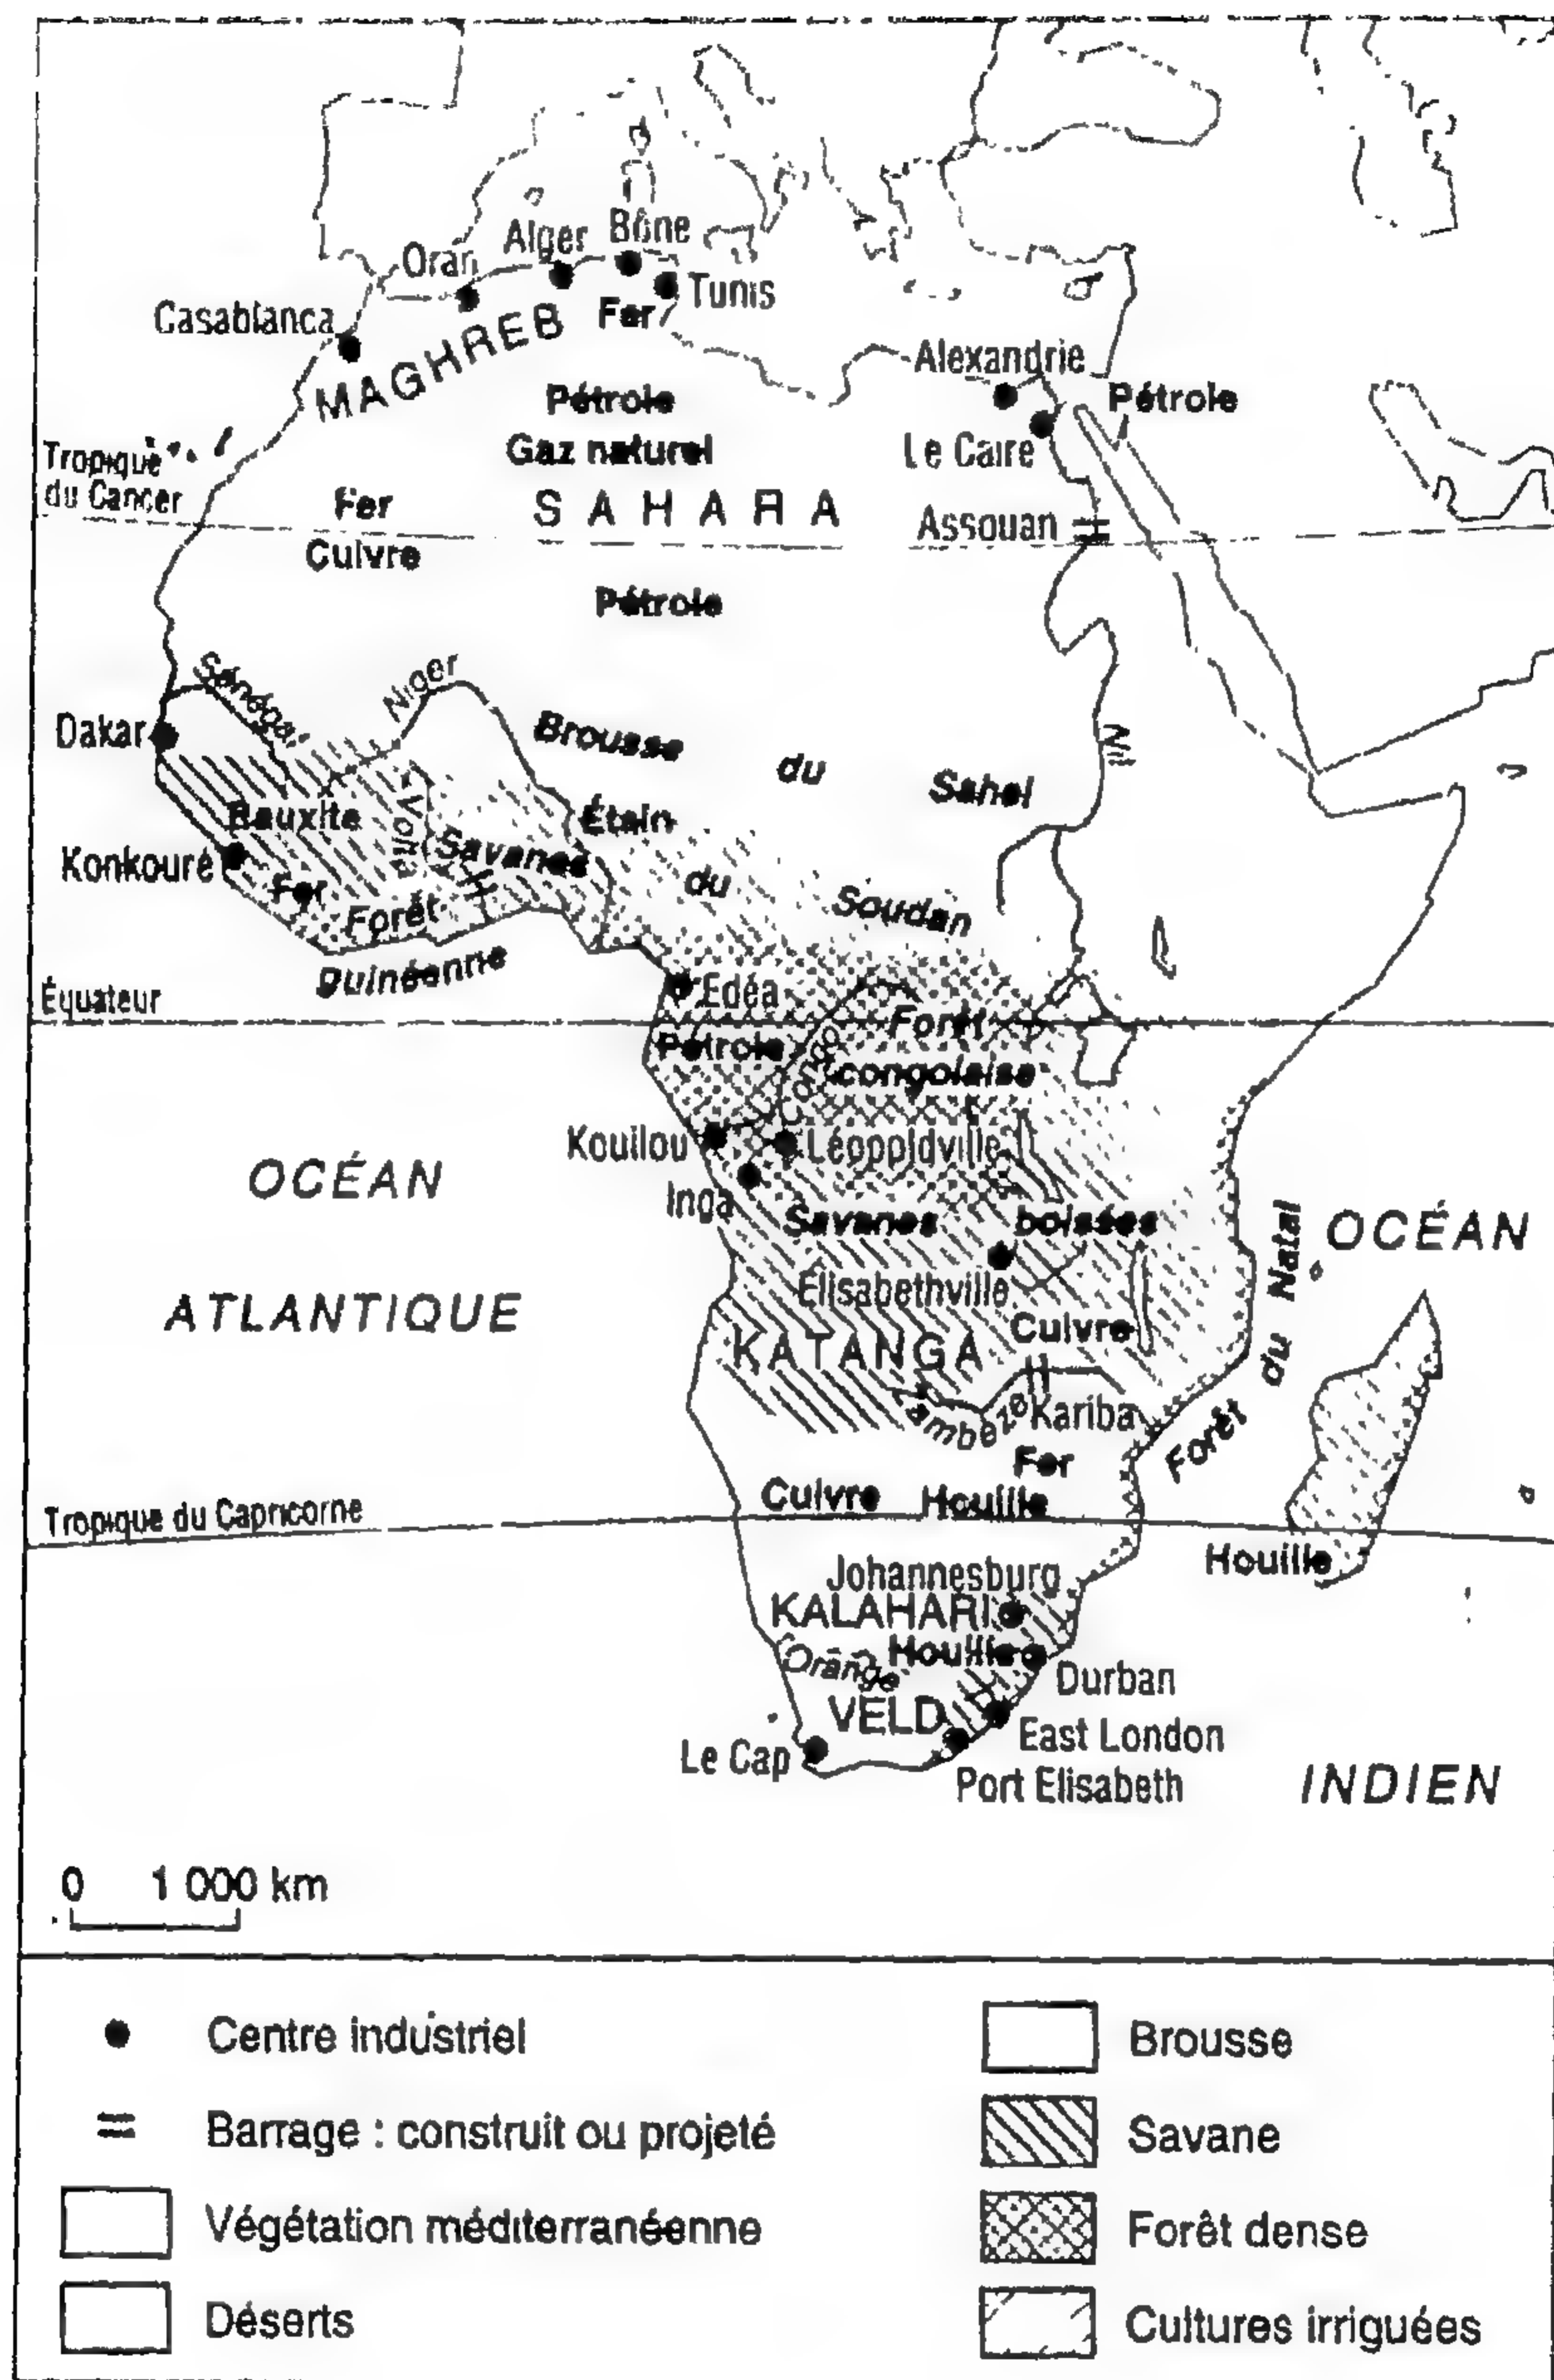 Oran
Alger
Bône
Tunis
Casablanca
MAGHREB
Fer
Alexandrie
Pétrole
Pétrole
Gaz naturel
Le Caire
Tropique
du Cancer
Fer
SAHARA
Assouan
Cuivre
Pétrole
Sénégal
Niger
Dakar
Brousse
du
Sahel
Nil
Bauxite
Volta
Étain
Konkouré
Savanes
du
Soudan
Fer
Forêt
Guinéenne
Équateur
Edéa
Forêt
Pétrole
Congo
congolaise
Kouilou
Léopoldville
Inga
OCÉAN
ATLANTIQUE
Savanes boisées
Élisabethville
Cuivre
KATANGA
Zambèze
Kariba
Forêt du Natal
OCÉAN
INDIEN
Fer
Cuivre
Houille
Tropique du Capricorne
Houille
Johannesburg
KALAHARI
Houille
Orange
Durban
VELD
East London
Le Cap
Port Elisabeth
0 1 000 km
Centre industriel
Barrage : construit ou projeté
Végétation méditerranéenne
Déserts
Brousse
Savane
Forêt dense
Cultures irriguées